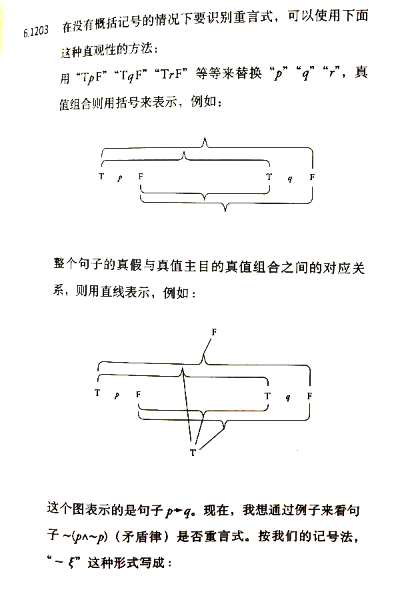 6.1203 在没有概括记号的情况下要识别重言式,可以使用下面
这种直观性的方法:
用“TpF”“TqF”“TrF”等等来替换“p”“q”“r”,真
值组合则用括号来表示,例如:
T p F T q F
整个句子的真假与真值主目的真值组合之间的对应关
系,则用直线表示,例如:
F
T p F T q F
T
这个图表示的是句子p→q。现在,我想通过例子来看句
子~(p∧~p)(矛盾律)是否重言式。按我们的记号法,
“~ξ”这种形式写成: